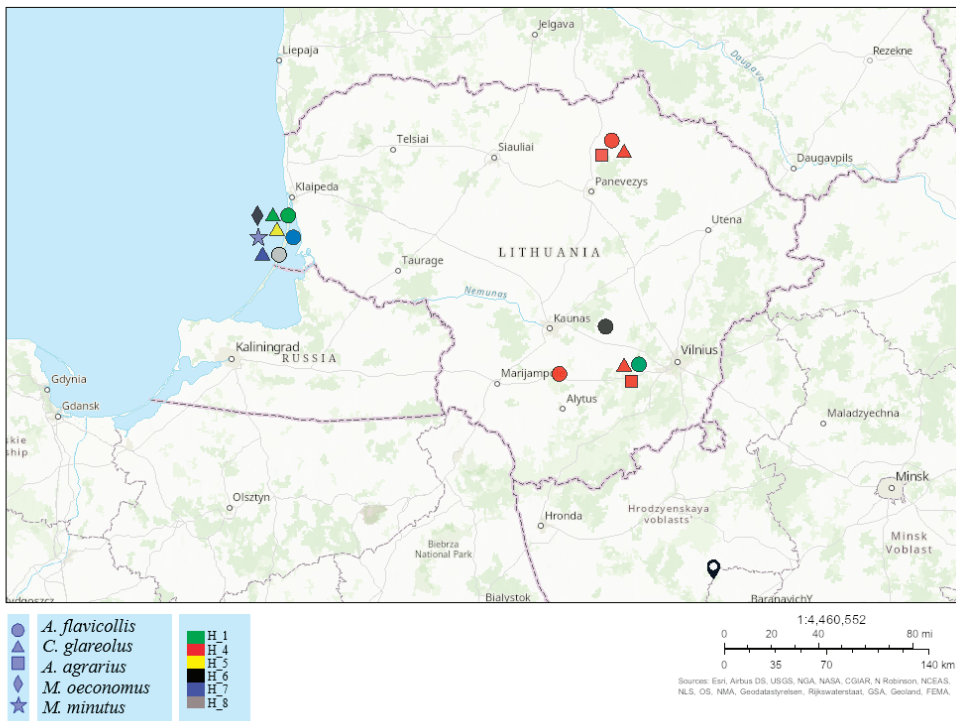 Jelgava
Liepaja
Rezekne
Daugava
Telsiai
Siauliai
Daugavpils
Panevezys
Klaipeda
Utena
LITHUANIA
Taurage
Nemunas
Kaunas
Kaliningrad
RUSSIA
Vilnius
Gdynia
Marijampole
Alytus
Gdansk
Maladzyechna
skie
ship
Minsk
Olsztyn
Hrodzyenskaya
voblasts'
Hronda
Minsk
Voblast
Biebrza
National Park
Bialystok
BaranavichY
ydgoszcz
A. flavicollis
C. glareolus
A. agrarius
M. oeconomus
M. minutus
H_1
H_4
H_5
H_6
H_7
H_8
1:4,460,552
0 20 40 80 mi
0 35 70 140 km
Sources: Esri, Airbus DS, USGS, NGA, NASA, CGIAR, N Robinson, NCEAS,
NLS, OS, NMA, Geodatastyrelsen, Rijkswaterstaat, GSA, Geoland, FEMA,